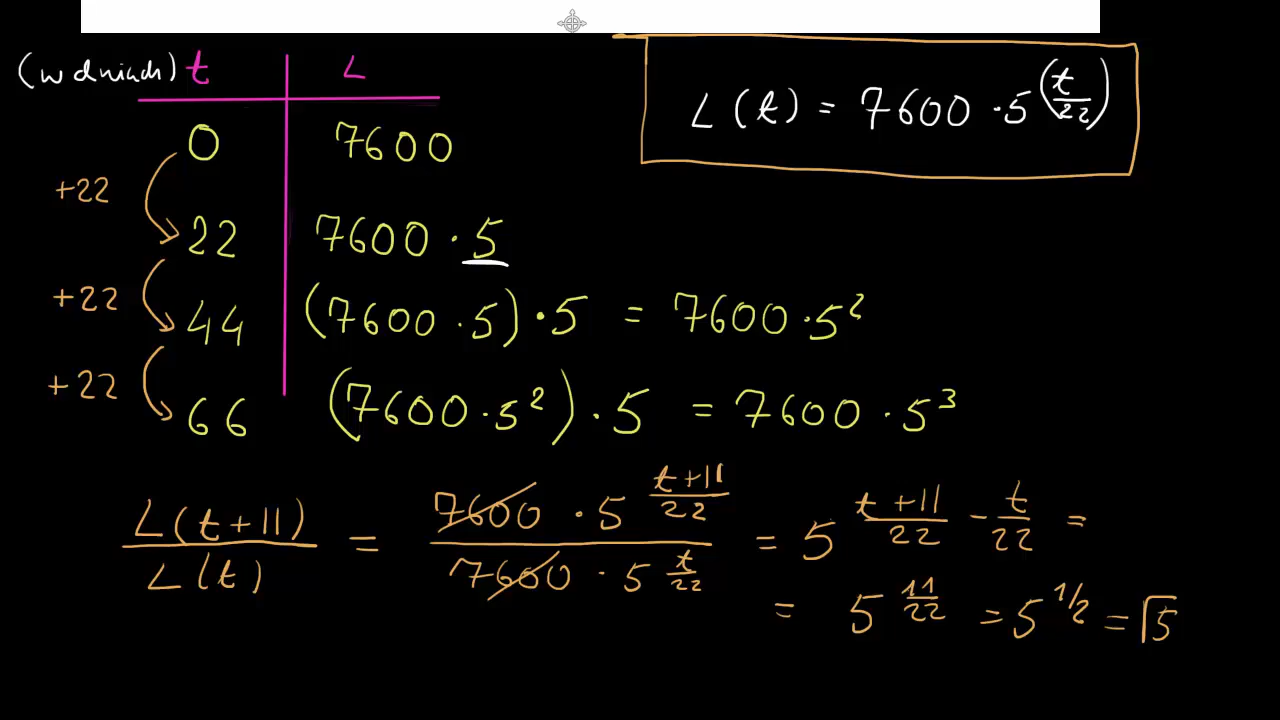 (w dniach) t L
L(t) = 7600 · 5^(t/22)
0 7600
+22
22 7600 · 5
+22
44 (7600 · 5) · 5 = 7600 · 5²
+22
66 (7600 · 5²) · 5 = 7600 · 5³
L(t+11)/L(t) = (7600 · 5^((t+11)/22))/(7600 · 5^(t/22)) = 5^((t+11)/22 - t/22) =
= 5^(11/22) = 5^(1/2) = √5